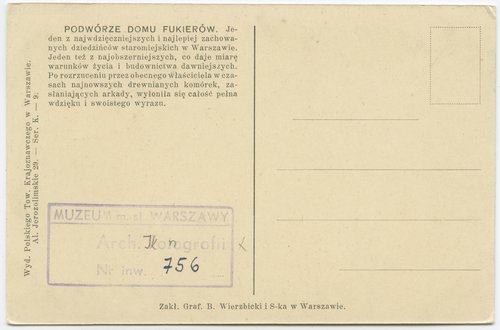 PODWÓRZE DOMU FUKIERÓW. Je-
den z najwdzięczniejszych i najlepiej zachowa-
nych dziedzińców staromiejskich w Warszawie.
Jeden też z najobszerniejszych, co daje miarę
warunków życia i budownictwa dawniejszych.
Po rozrzuceniu przez obecnego właściciela w cza-
sach najnowszych drewnianych komórek, za-
słaniających arkady, wyłoniła się całość pełna
wdzięku i swoistego wyrazu.
Wyd. Polskiego Tow. Krajoznawczego w Warszawie.
Al. Jerozolimskie 29. — Ser. K. — 9.
MUZEUM m. st. WARSZAWY
Arch. Fotografii
Nr inw. 756
Zakł. Graf. B. Wierzbicki i S-ka w Warszawie.